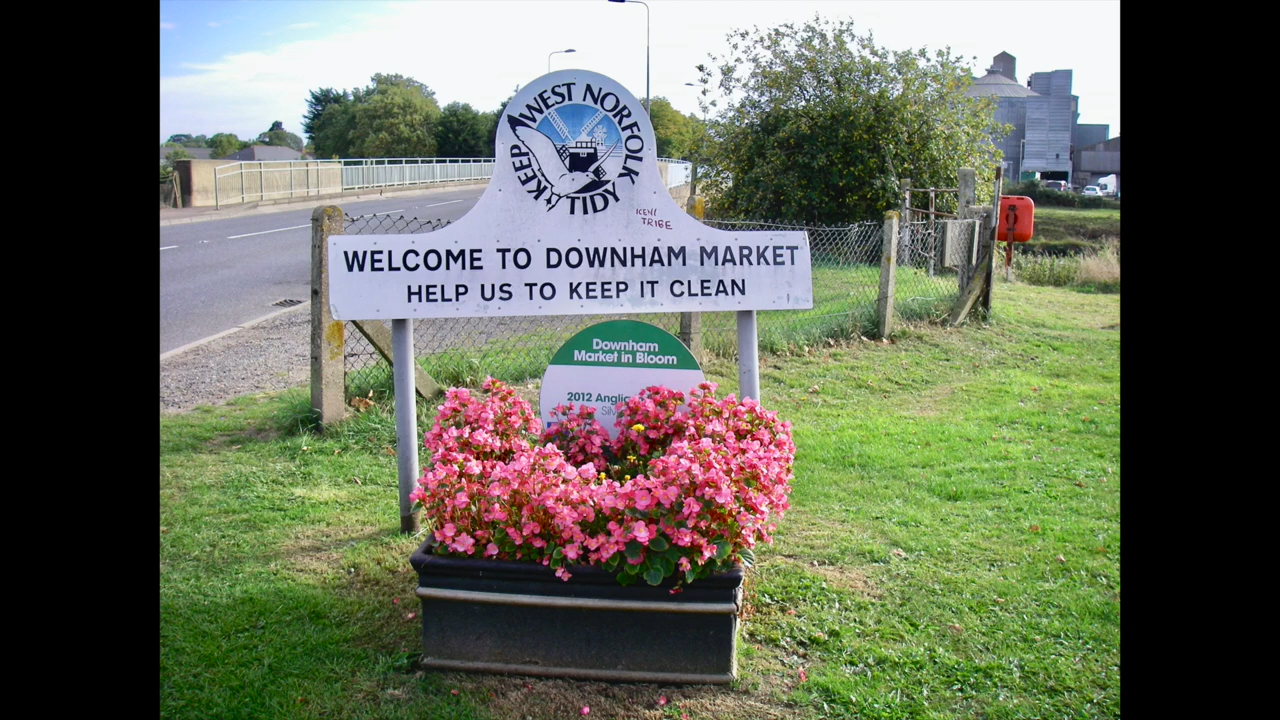 KEEP WEST NORFOLK TIDY
ICENI
TRIBE
WELCOME TO DOWNHAM MARKET
HELP US TO KEEP IT CLEAN
Downham
Market in Bloom
2012